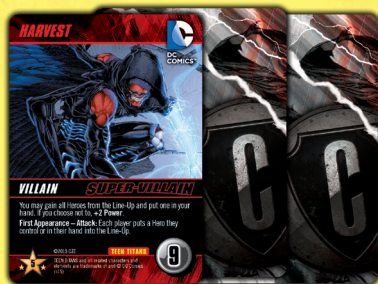 HARVEST
DC
COMICS
VILLAIN SUPER-VILLAIN
You may gain all Heroes from the Line-Up and put one in your
hand. If you choose not to, +2 Power.
First Appearance – Attack: Each player puts a Hero they
control or in their hand into the Line-Up.
TEEN TITANS
9
C
C